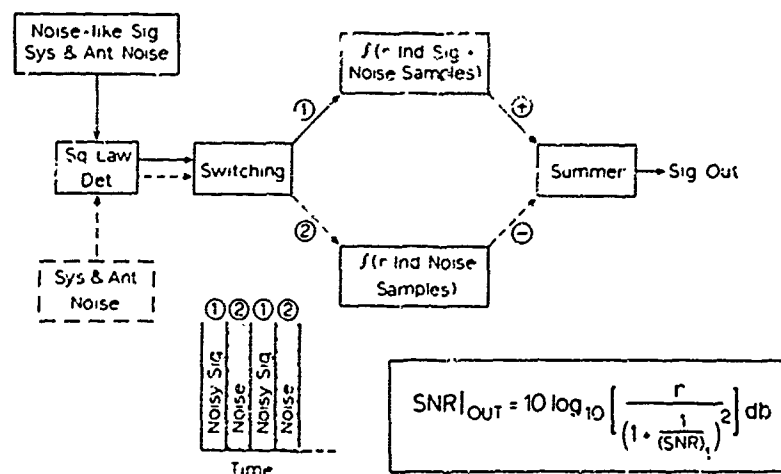 Noise-like Sig
Sys & Ant Noise
∫(r Ind Sig +
Noise Samples)
①
⊕
Sq Law
Det
Switching
Summer
Sig Out
②
⊖
Sys & Ant
Noise
∫(r Ind Noise
Samples)
① ② ① ②
Noisy Sig
Noise
Noisy Sig
Noise
Time
SNR|OUT = 10 log10 [ r / (1 + 1/(SNR)1)² ] db